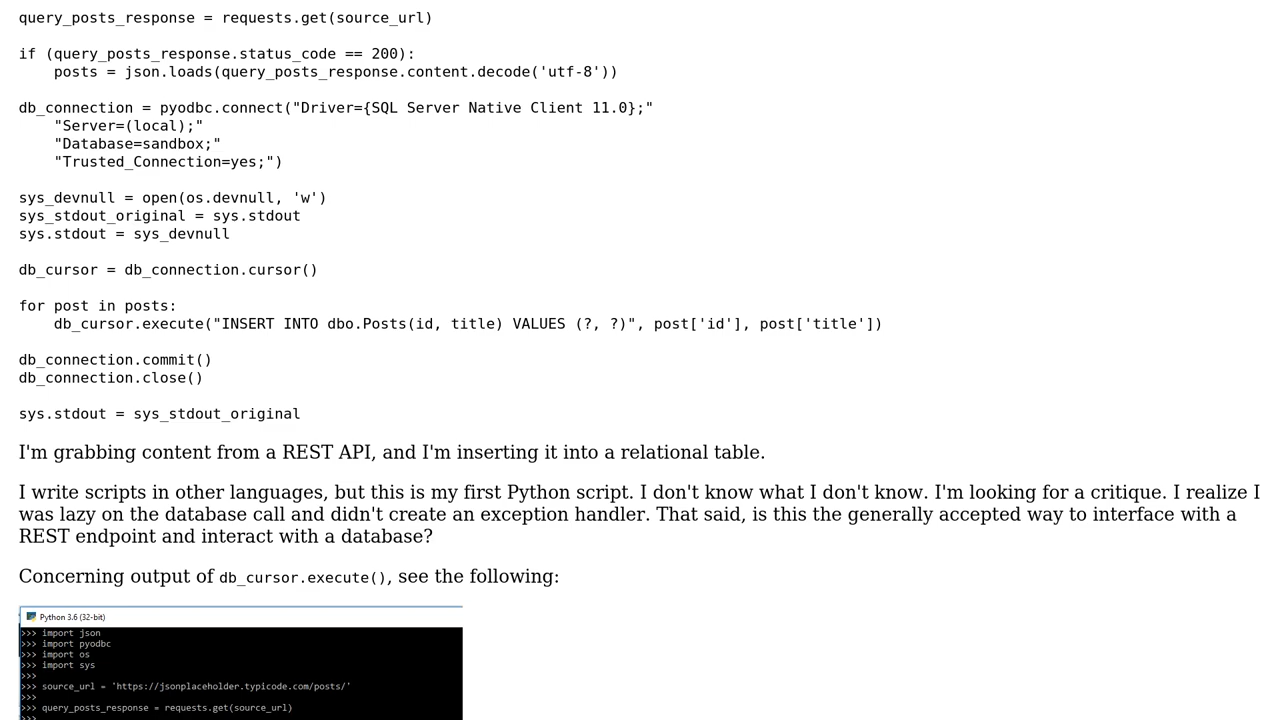 query_posts_response = requests.get(source_url)
if (query_posts_response.status_code == 200):
    posts = json.loads(query_posts_response.content.decode('utf-8'))
db_connection = pyodbc.connect("Driver={SQL Server Native Client 11.0};"
    "Server=(local);"
    "Database=sandbox;"
    "Trusted_Connection=yes;")
sys_devnull = open(os.devnull, 'w')
sys_stdout_original = sys.stdout
sys.stdout = sys_devnull
db_cursor = db_connection.cursor()
for post in posts:
    db_cursor.execute("INSERT INTO dbo.Posts(id, title) VALUES (?, ?)", post['id'], post['title'])
db_connection.commit()
db_connection.close()
sys.stdout = sys_stdout_original
I'm grabbing content from a REST API, and I'm inserting it into a relational table.
I write scripts in other languages, but this is my first Python script. I don't know what I don't know. I'm looking for a critique. I realize I
was lazy on the database call and didn't create an exception handler. That said, is this the generally accepted way to interface with a
REST endpoint and interact with a database?
Concerning output of db_cursor.execute(), see the following:
Python 3.6 (32-bit)
>>> import json
>>> import pyodbc
>>> import os
>>> import sys
>>>
>>> source_url = 'https://jsonplaceholder.typicode.com/posts/'
>>>
>>> query_posts_response = requests.get(source_url)
>>>